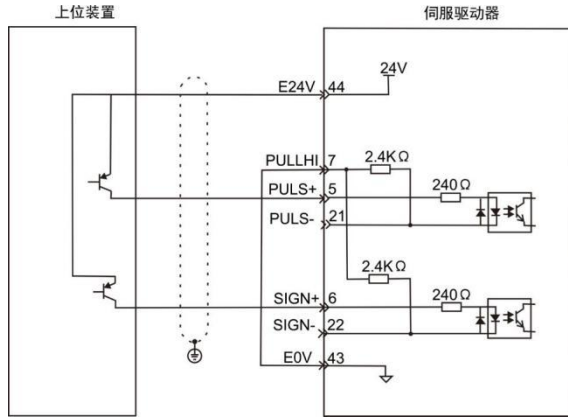 上位装置
伺服驱动器
E24V 44
24V
PULLHI 7
2.4KΩ
PULS+ 5
240Ω
PULS- 21
2.4KΩ
SIGN+ 6
240Ω
SIGN- 22
E0V 43